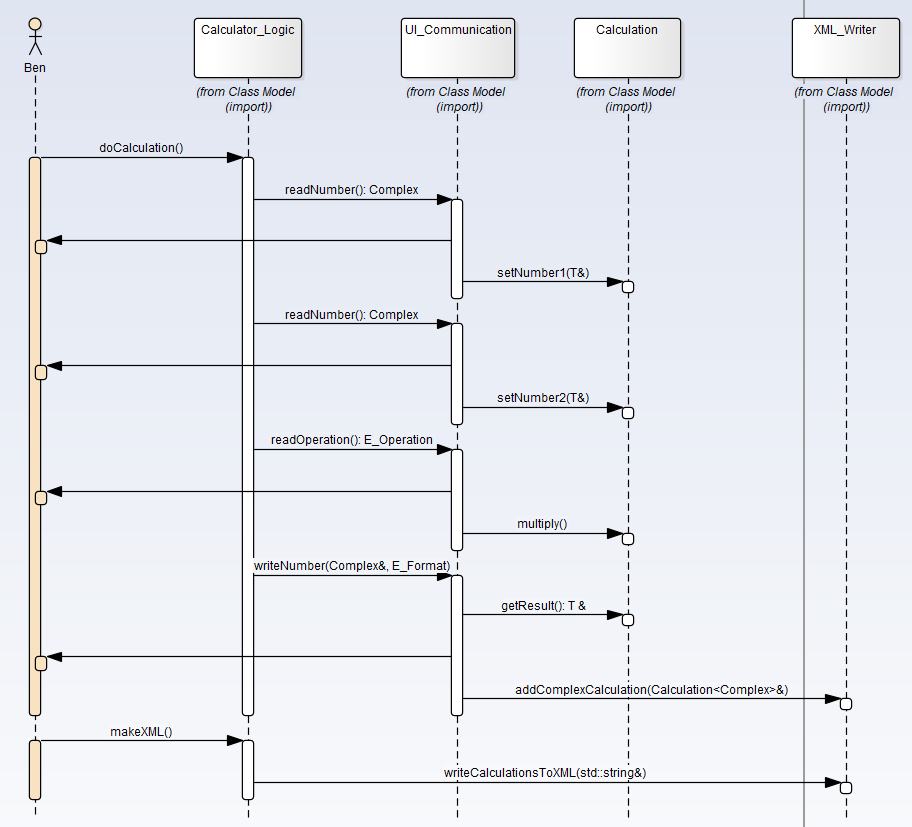 Calculator_Logic
UI_Communication
Calculation
XML_Writer
Ben
(from Class Model
(import))
(from Class Model
(import))
(from Class Model
(import))
(from Class Model
(import))
doCalculation()
readNumber(): Complex
setNumber1(T&)
readNumber(): Complex
setNumber2(T&)
readOperation(): E_Operation
multiply()
writeNumber(Complex&, E_Format)
getResult(): T &
addComplexCalculation(Calculation<Complex>&)
makeXML()
writeCalculationsToXML(std::string&)